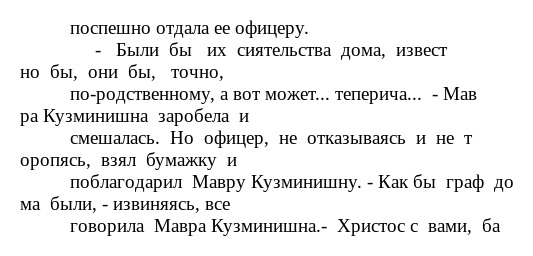 поспешно отдала ее офицеру.
- Были бы их сиятельства дома, извест
но бы, они бы, точно,
по-родственному, а вот может... теперича... - Мав
ра Кузминишна заробела и
смешалась. Но офицер, не отказываясь и не т
оропясь, взял бумажку и
поблагодарил Мавру Кузминишну. - Как бы граф до
ма были, - извиняясь, все
говорила Мавра Кузминишна.- Христос с вами, ба